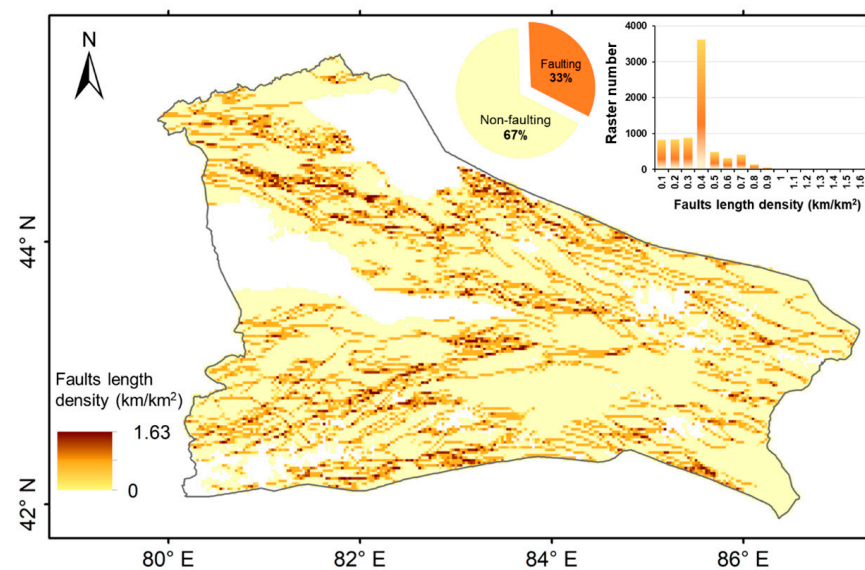 N
Faulting
33%
Non-faulting
67%
Raster number
4000
3000
2000
1000
0
0.1 0.2 0.3 0.4 0.5 0.6 0.7 0.8 0.9 1 1.1 1.2 1.3 1.4 1.5 1.6
Faults length density (km/km²)
44° N
42° N
Faults length
density (km/km²)
1.63
0
80° E 82° E 84° E 86° E